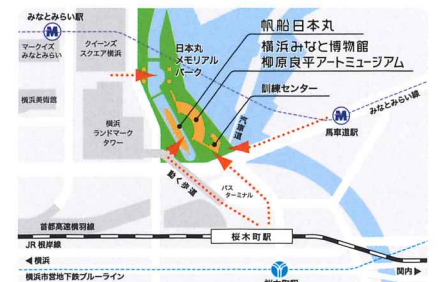 みなとみらい駅
マークイズ
みなとみらい
クイーンズ
スクエア横浜
日本丸
メモリアル
パーク
帆船日本丸
横浜みなと博物館
柳原良平アートミュージアム
訓練センター
汽車道
みなとみらい線
馬車道駅
横浜美術館
横浜
ランドマーク
タワー
動く歩道
バス
ターミナル
首都高速横羽線
桜木町駅
JR 根岸線
◀横浜
関内▶
横浜市営地下鉄ブルーライン
桜木町駅